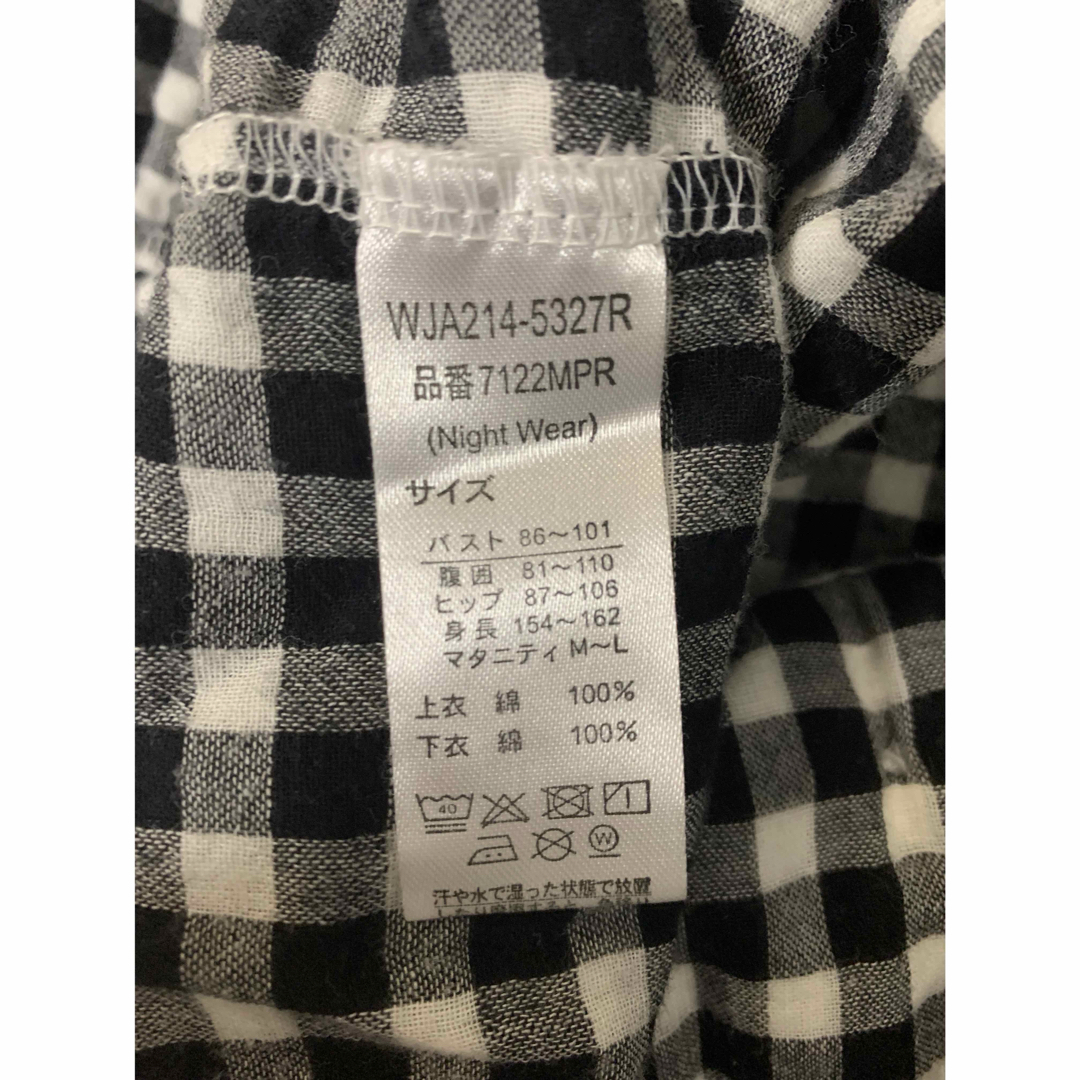 WJA214-5327R
品番7122MPR
(Night Wear)
サイズ
バスト 86～101
腹囲 81～110
ヒップ 87～106
身長 154～162
マタニティ M～L
上衣 綿 100%
下衣 綿 100%
40
W
汗や水で湿った状態で放置